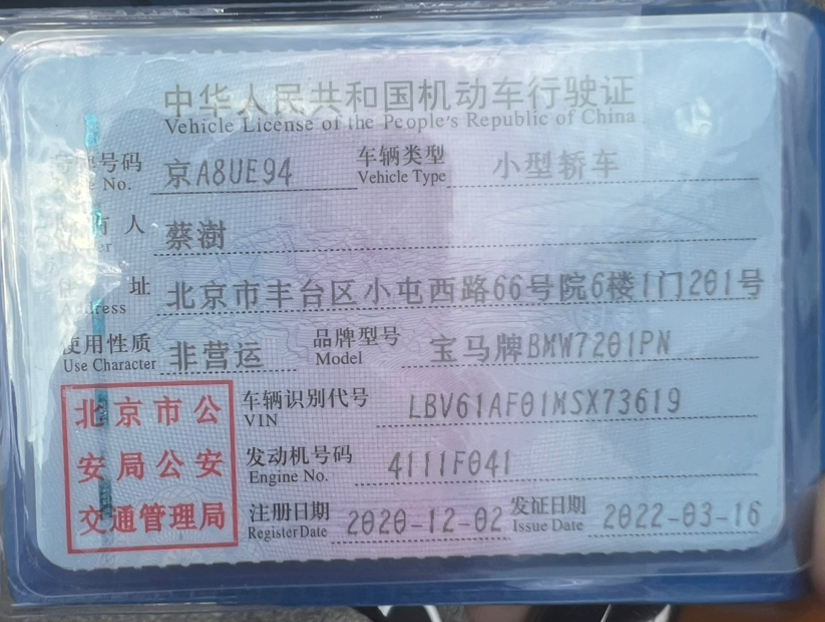 中华人民共和国机动车行驶证
Vehicle License of the People's Republic of China
号码 京A8UE94 车辆类型 小型轿车
No. Vehicle Type
人 蔡澍
址 北京市丰台区小屯西路66号院6楼1门201号
Address
使用性质 非营运 品牌型号 宝马牌BMW7201PN
Use Character Model
北京市公
安局公安
交通管理局
车辆识别代号 LBV61AF01MSX73619
VIN
发动机号码 4111F041
Engine No.
注册日期 2020-12-02 发证日期 2022-03-16
Register Date Issue Date